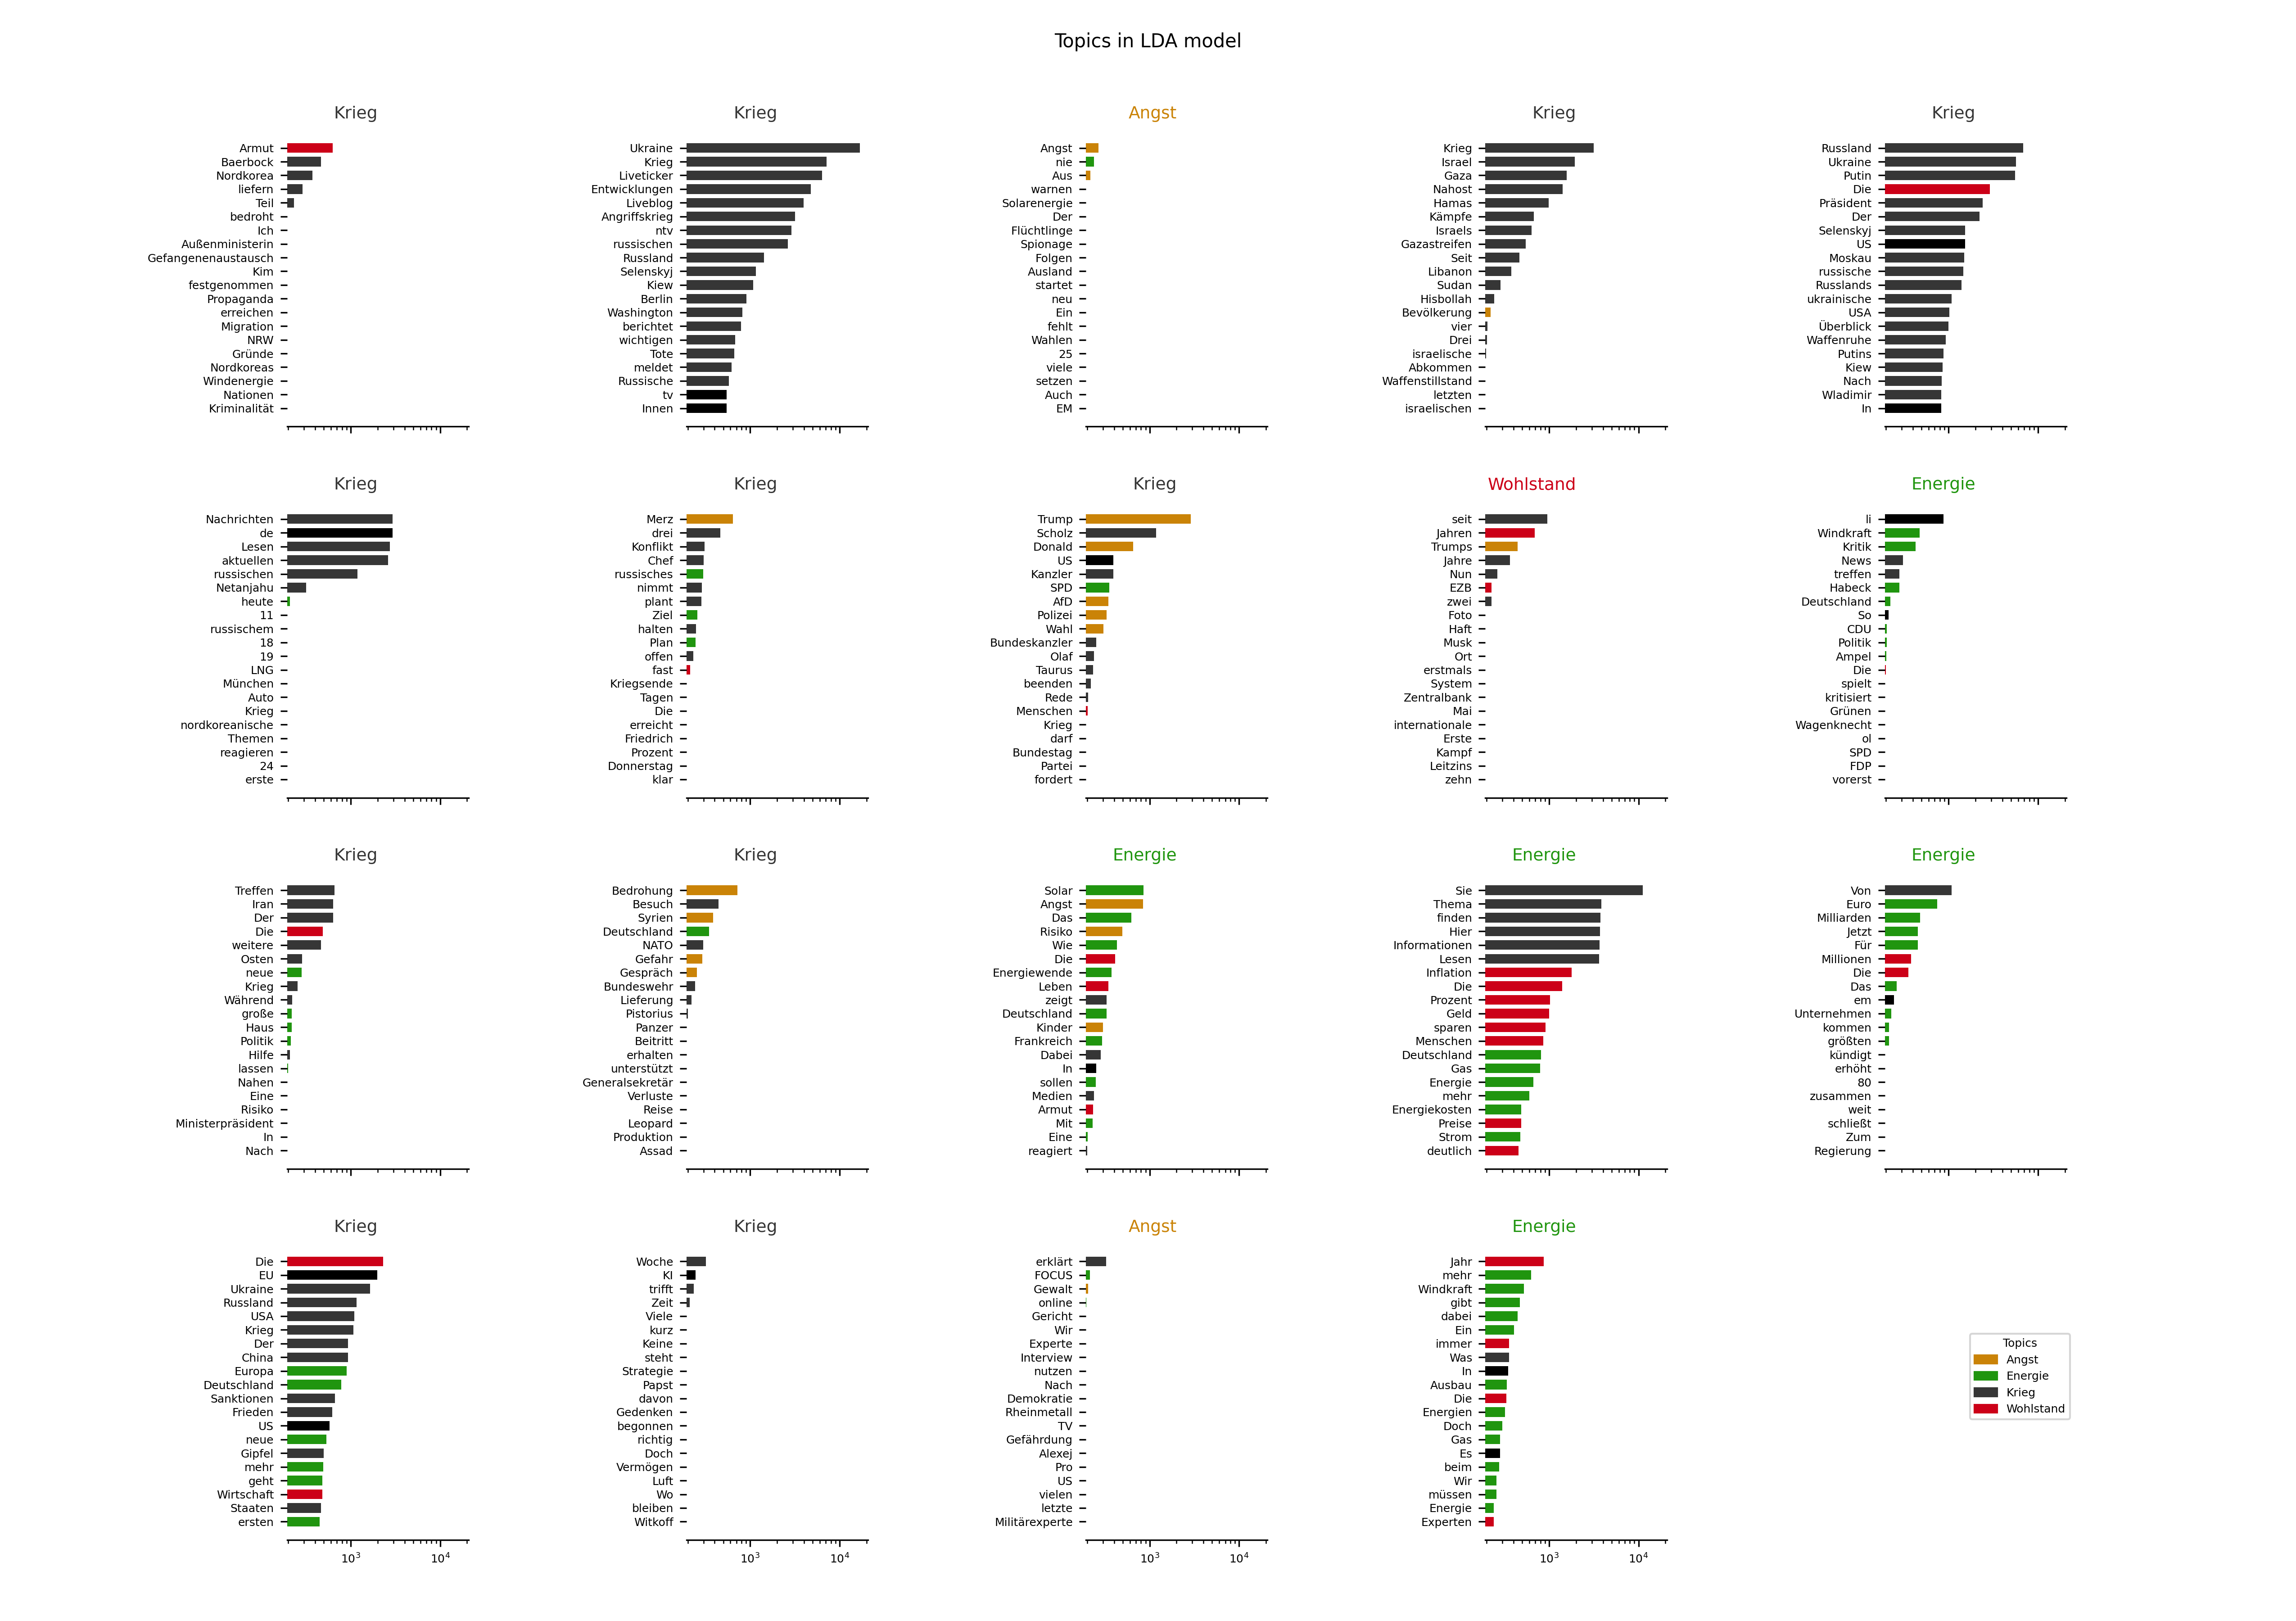 Topics in LDA model
Krieg
Armut
Baerbock
Nordkorea
liefern
Teil
bedroht
Ich
Außenministerin
Gefangenenaustausch
Kim
festgenommen
Propaganda
erreichen
Migration
NRW
Gründe
Nordkoreas
Windenergie
Nationen
Kriminalität
Krieg
Ukraine
Krieg
Liveticker
Entwicklungen
Liveblog
Angriffskrieg
ntv
russischen
Russland
Selenskyj
Kiew
Berlin
Washington
berichtet
wichtigen
Tote
meldet
Russische
tv
Innen
Angst
Angst
nie
Aus
warnen
Solarenergie
Der
Flüchtlinge
Spionage
Folgen
Ausland
startet
neu
Ein
fehlt
Wahlen
25
viele
setzen
Auch
EM
Krieg
Krieg
Israel
Gaza
Nahost
Hamas
Kämpfe
Israels
Gazastreifen
Seit
Libanon
Sudan
Hisbollah
Bevölkerung
vier
Drei
israelische
Abkommen
Waffenstillstand
letzten
israelischen
Krieg
Russland
Ukraine
Putin
Die
Präsident
Der
Selenskyj
US
Moskau
russische
Russlands
ukrainische
USA
Überblick
Waffenruhe
Putins
Kiew
Nach
Wladimir
In
Krieg
Nachrichten
de
Lesen
aktuellen
russischen
Netanjahu
heute
11
russischem
18
19
LNG
München
Auto
Krieg
nordkoreanische
Themen
reagieren
24
erste
Krieg
Merz
drei
Konflikt
Chef
russisches
nimmt
plant
Ziel
halten
Plan
offen
fast
Kriegsende
Tagen
Die
erreicht
Friedrich
Prozent
Donnerstag
klar
Krieg
Trump
Scholz
Donald
US
Kanzler
SPD
AfD
Polizei
Wahl
Bundeskanzler
Olaf
Taurus
beenden
Rede
Menschen
Krieg
darf
Bundestag
Partei
fordert
Wohlstand
seit
Jahren
Trumps
Jahre
Nun
EZB
zwei
Foto
Haft
Musk
Ort
erstmals
System
Zentralbank
Mai
internationale
Erste
Kampf
Leitzins
zehn
Energie
li
Windkraft
Kritik
News
treffen
Habeck
Deutschland
So
CDU
Politik
Ampel
Die
spielt
kritisiert
Grünen
Wagenknecht
ol
SPD
FDP
vorerst
Krieg
Treffen
Iran
Der
Die
weitere
Osten
neue
Krieg
Während
große
Haus
Politik
Hilfe
lassen
Nahen
Eine
Risiko
Ministerpräsident
In
Nach
Krieg
Bedrohung
Besuch
Syrien
Deutschland
NATO
Gefahr
Gespräch
Bundeswehr
Lieferung
Pistorius
Panzer
Beitritt
erhalten
unterstützt
Generalsekretär
Verluste
Reise
Leopard
Produktion
Assad
Energie
Solar
Angst
Das
Risiko
Wie
Die
Energiewende
Leben
zeigt
Deutschland
Kinder
Frankreich
Dabei
In
sollen
Medien
Armut
Mit
Eine
reagiert
Energie
Sie
Thema
finden
Hier
Informationen
Lesen
Inflation
Die
Prozent
Geld
sparen
Menschen
Deutschland
Gas
Energie
mehr
Energiekosten
Preise
Strom
deutlich
Energie
Von
Euro
Milliarden
Jetzt
Für
Millionen
Die
Das
em
Unternehmen
kommen
größten
kündigt
erhöht
80
zusammen
weit
schließt
Zum
Regierung
Krieg
Die
EU
Ukraine
Russland
USA
Krieg
Der
China
Europa
Deutschland
Sanktionen
Frieden
US
neue
Gipfel
mehr
geht
Wirtschaft
Staaten
ersten
10³ 10⁴
Krieg
Woche
KI
trifft
Zeit
Viele
kurz
Keine
steht
Strategie
Papst
davon
Gedenken
begonnen
richtig
Doch
Vermögen
Luft
Wo
bleiben
Witkoff
10³ 10⁴
Angst
erklärt
FOCUS
Gewalt
online
Gericht
Wir
Experte
Interview
nutzen
Nach
Demokratie
Rheinmetall
TV
Gefährdung
Alexej
Pro
US
vielen
letzte
Militärexperte
10³ 10⁴
Energie
Jahr
mehr
Windkraft
gibt
dabei
Ein
immer
Was
In
Ausbau
Die
Energien
Doch
Gas
Es
beim
Wir
müssen
Energie
Experten
10³ 10⁴
Topics
Angst
Energie
Krieg
Wohlstand